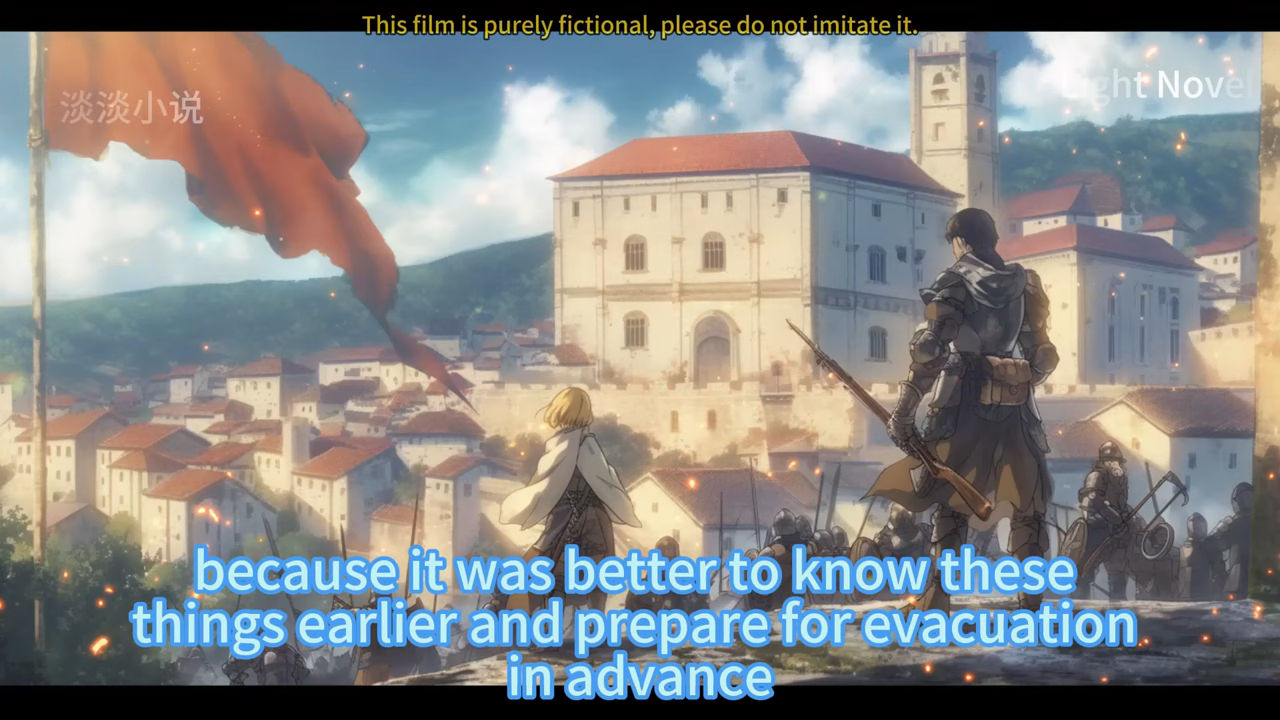 This film is purely fictional, please do not imitate it.
淡淡小说
Light Novel
because it was better to know these
things earlier and prepare for evacuation
in advance